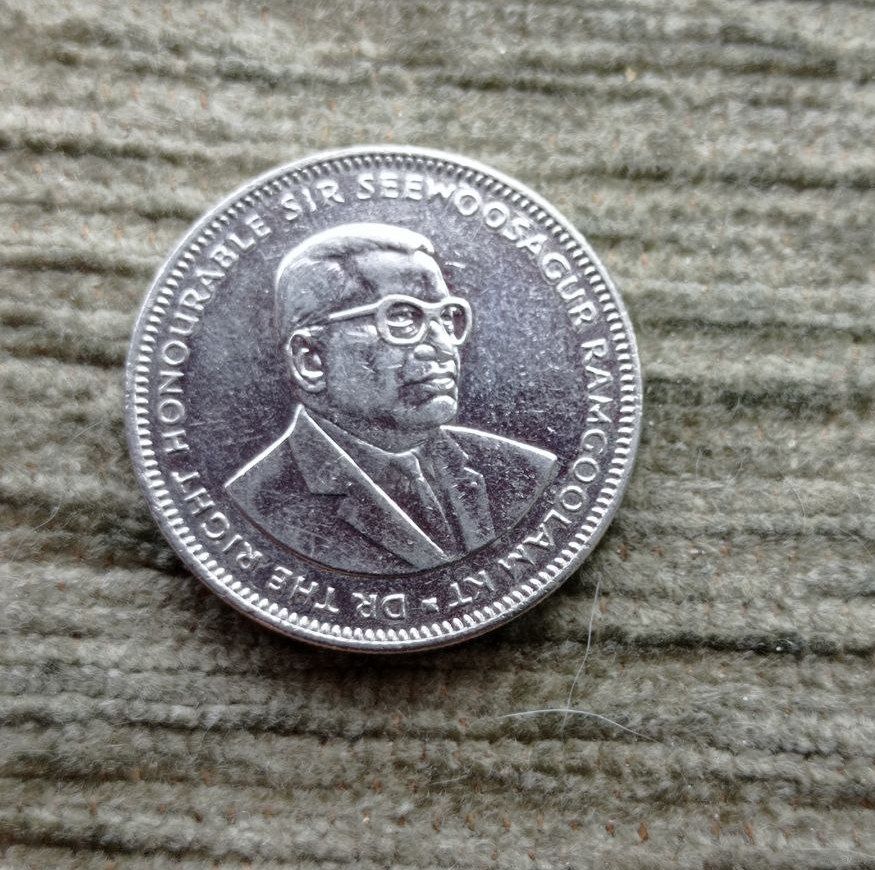 DR THE RIGHT HONOURABLE SIR SEEWOOSAGUR RAMGOOLAM KT •